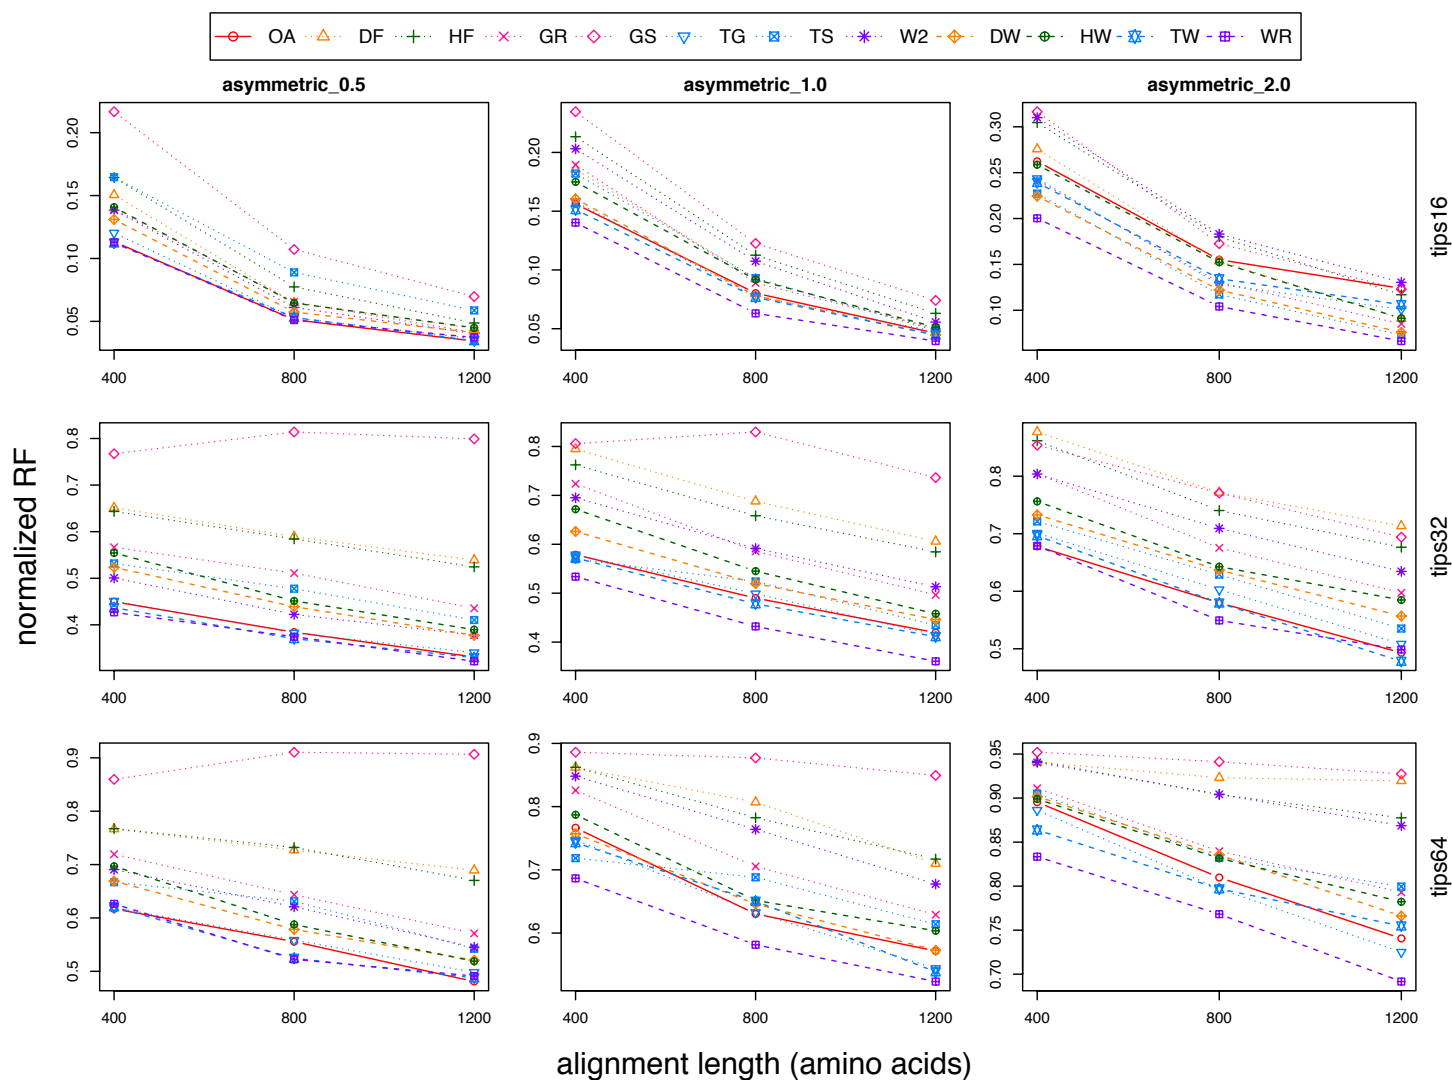 OA DF HF GR GS TG TS W2 DW HW TW WR
asymmetric_0.5 asymmetric_1.0 asymmetric_2.0
0.05 0.10 0.15 0.20
400 800 1200
0.05 0.10 0.15 0.20
400 800 1200
0.10 0.15 0.20 0.25 0.30
400 800 1200
tips16
normalized RF
0.4 0.5 0.6 0.7 0.8
400 800 1200
0.4 0.5 0.6 0.7 0.8
400 800 1200
0.5 0.6 0.7 0.8
400 800 1200
tips32
0.5 0.6 0.7 0.8 0.9
400 800 1200
0.6 0.7 0.8 0.9
400 800 1200
0.70 0.75 0.80 0.85 0.90 0.95
400 800 1200
tips64
alignment length (amino acids)